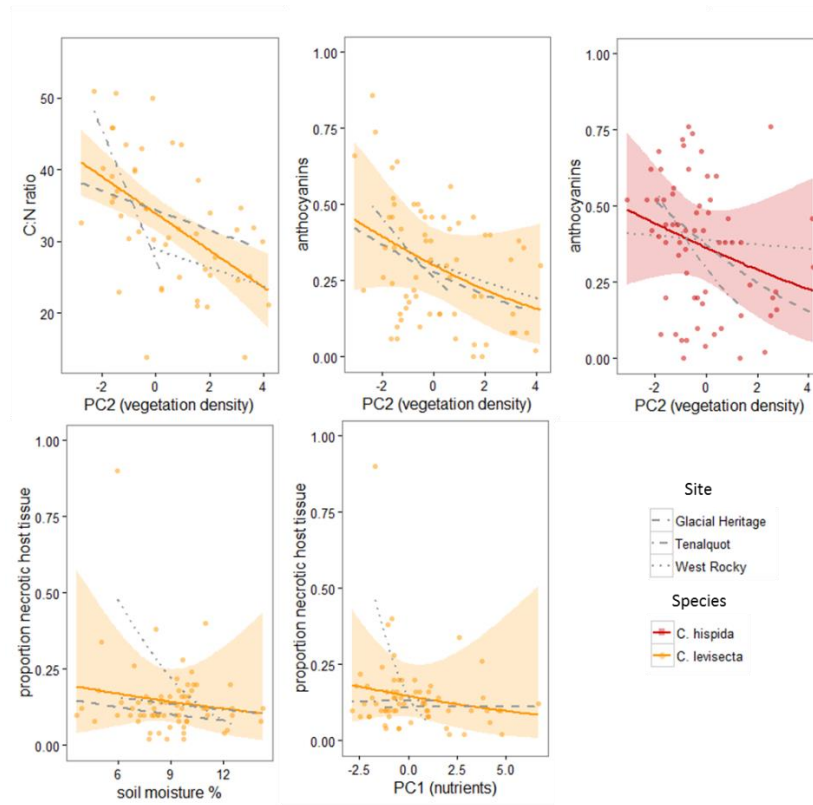 C:N ratio
50
40
30
20
-2 0 2 4
PC2 (vegetation density)
anthocyanins
1.00
0.75
0.50
0.25
0.00
-2 0 2 4
PC2 (vegetation density)
anthocyanins
1.00
0.75
0.50
0.25
0.00
-2 0 2 4
PC2 (vegetation density)
proportion necrotic host tissue
1.00
0.75
0.50
0.25
0.00
6 9 12
soil moisture %
proportion necrotic host tissue
1.00
0.75
0.50
0.25
0.00
-2.5 0.0 2.5 5.0
PC1 (nutrients)
Site
Glacial Heritage
Tenalquot
West Rocky
Species
C. hispida
C. levisecta